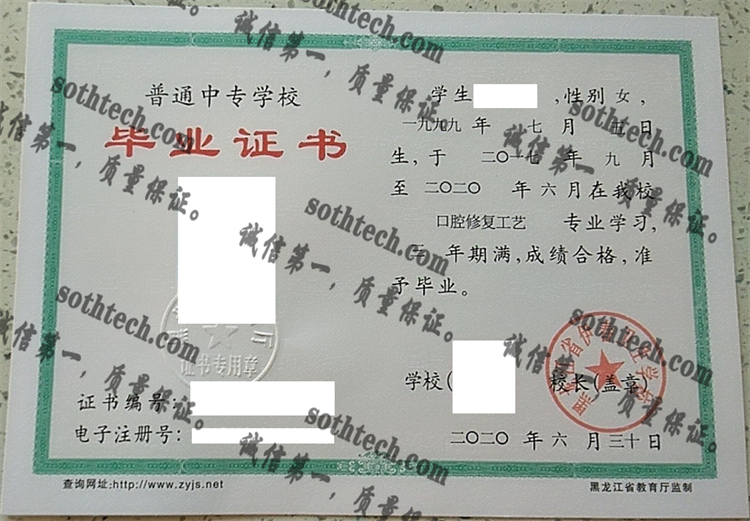 普通中专学校
毕业证书
学生 ,性别 女,
一九九九 年 七 月 五日
生,于 二〇一七 年 九 月
至 二〇二〇 年 六 月在我校
口腔修复工艺 专业学习,
三 年期满,成绩合格,准
予毕业。
证书专用章
学校( 校长(盖章)
证书编号:
电子注册号:
二〇二〇 年 六 月 三十 日
查询网址:http://www.zyjs.net
黑龙江省教育厅监制
sothtech.com
诚信第一,质量保证。